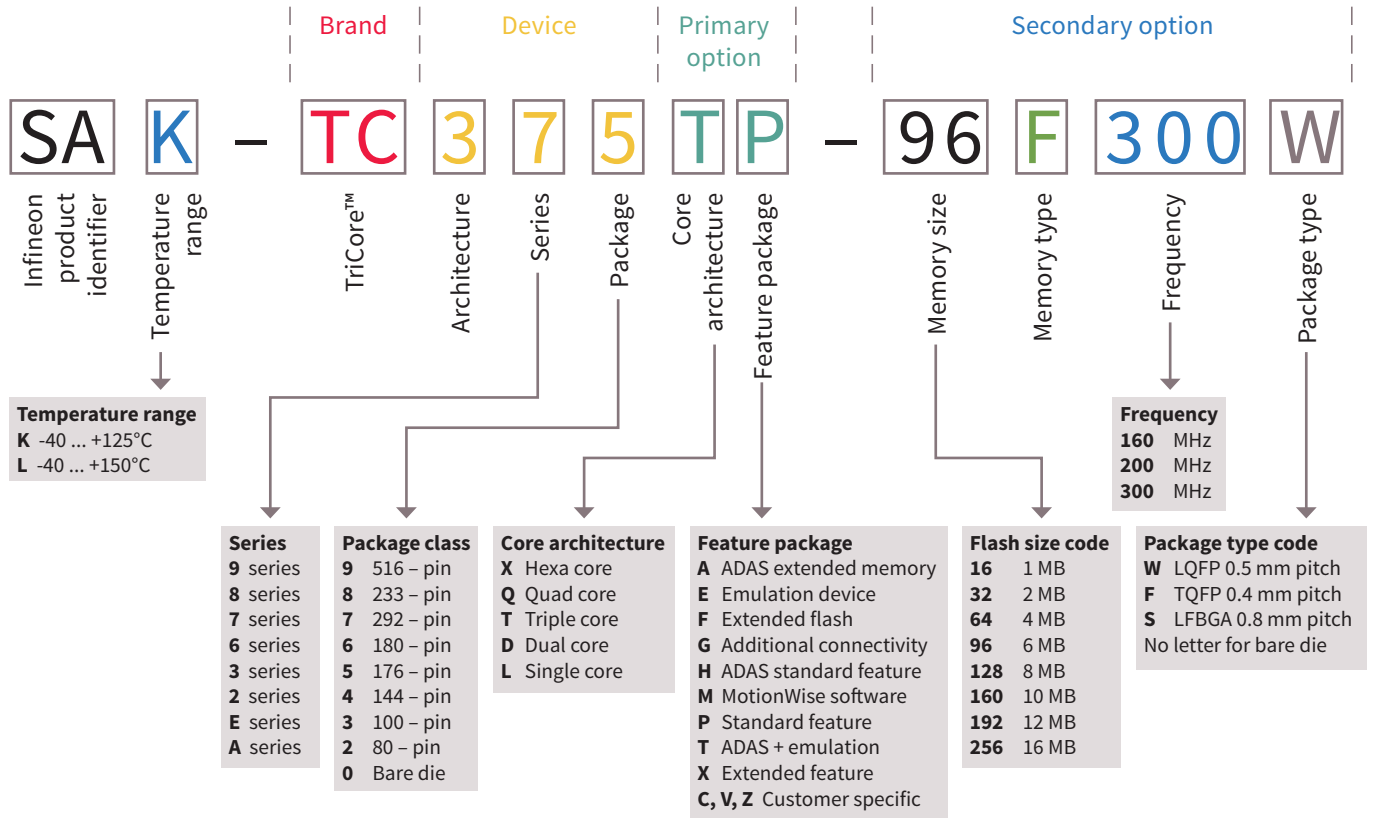 Brand
Device
Primary
option
Secondary option
SA K – TC 3 7 5 T P – 96 F 300 W
Infineon
product
identifier
Temperature
range
TriCore™
Architecture
Series
Package
Core
architecture
Feature package
Memory size
Memory type
Frequency
Package type
Temperature range
K -40 ... +125°C
L -40 ... +150°C
Frequency
160 MHz
200 MHz
300 MHz
Series
9 series
8 series
7 series
6 series
3 series
2 series
E series
A series
Package class
9 516 – pin
8 233 – pin
7 292 – pin
6 180 – pin
5 176 – pin
4 144 – pin
3 100 – pin
2 80 – pin
0 Bare die
Core architecture
X Hexa core
Q Quad core
T Triple core
D Dual core
L Single core
Feature package
A ADAS extended memory
E Emulation device
F Extended flash
G Additional connectivity
H ADAS standard feature
M MotionWise software
P Standard feature
T ADAS + emulation
X Extended feature
C, V, Z Customer specific
Flash size code
16 1 MB
32 2 MB
64 4 MB
96 6 MB
128 8 MB
160 10 MB
192 12 MB
256 16 MB
Package type code
W LQFP 0.5 mm pitch
F TQFP 0.4 mm pitch
S LFBGA 0.8 mm pitch
No letter for bare die